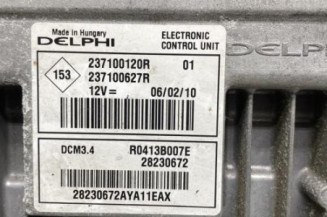 Made in Hungary
DELPHI
ELECTRONIC
CONTROL UNIT
DELPHI
153
237100120R 01
237100627R
12V= 06/02/10
DCM3.4 R0413B007E
28230672
28230672AYA11EAX